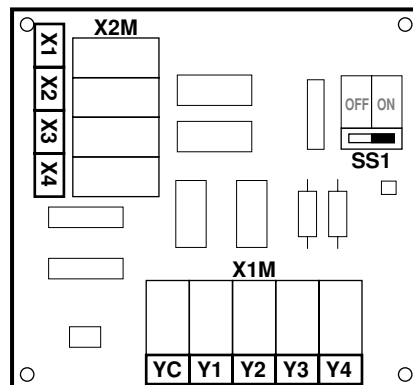 X2M
X1
X2
X3
X4
OFF ON
SS1
X1M
YC Y1 Y2 Y3 Y4